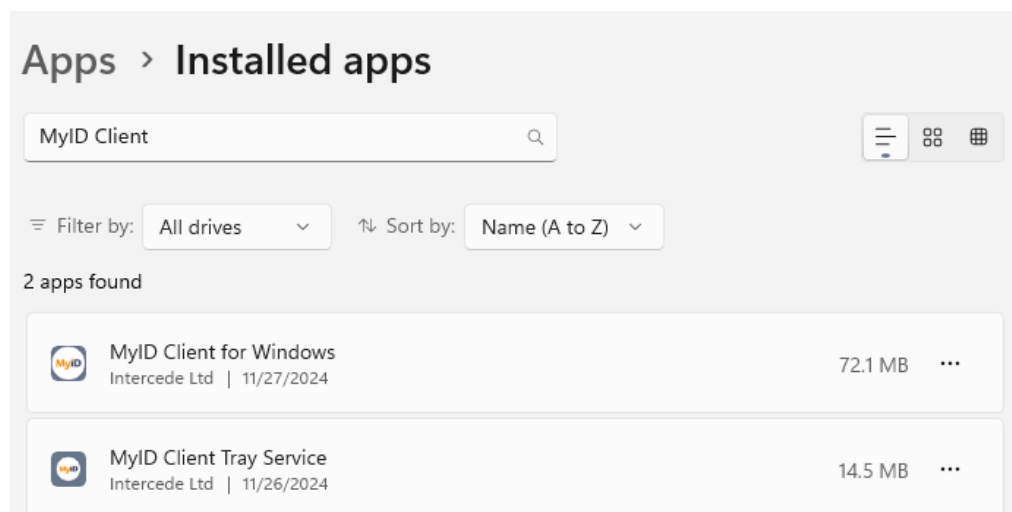 Apps > Installed apps
MyID Client
Filter by: All drives
Sort by: Name (A to Z)
2 apps found
MyID
MyID Client for Windows
Intercede Ltd | 11/27/2024
72.1 MB
MyID
MyID Client Tray Service
Intercede Ltd | 11/26/2024
14.5 MB